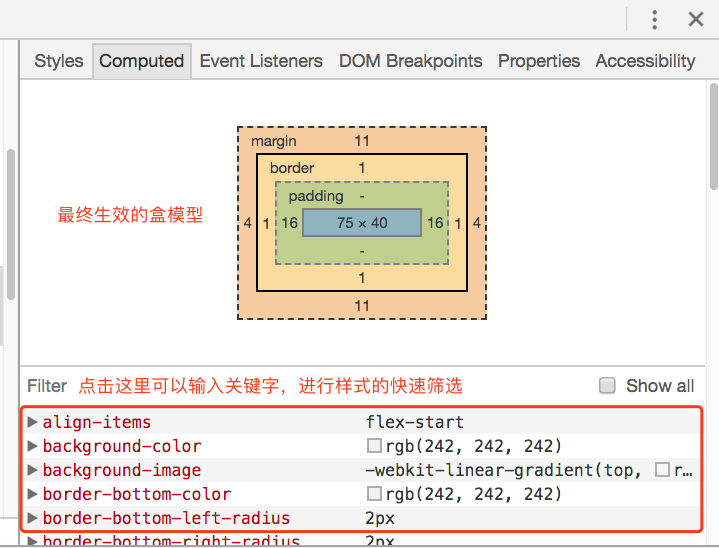 Styles Computed Event Listeners DOM Breakpoints Properties Accessibility
margin 11
border 1
padding -
最终生效的盒模型
4 1 16 75 × 40 16 1 4
-
1
11
Filter 点击这里可以输入关键字，进行样式的快速筛选 Show all
align-items flex-start
background-color rgb(242, 242, 242)
background-image -webkit-linear-gradient(top, r…
border-bottom-color rgb(242, 242, 242)
border-bottom-left-radius 2px
border-bottom-right-radius 2px